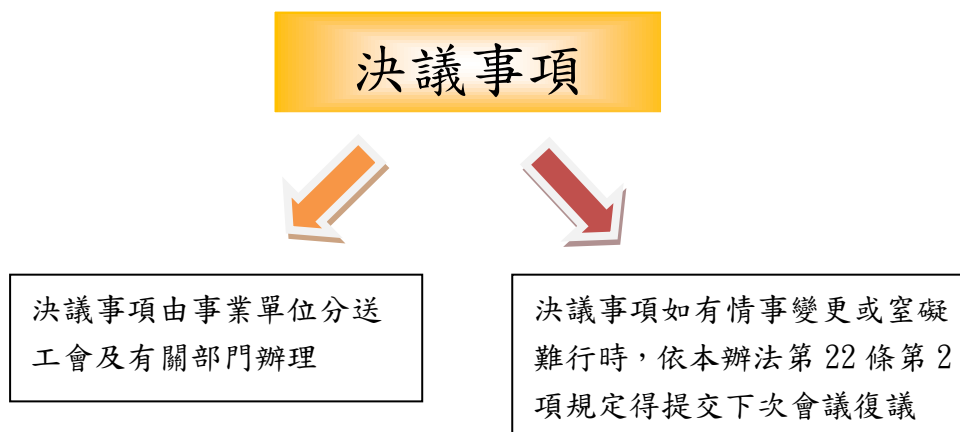 決議事項
決議事項由事業單位分送
工會及有關部門辦理
決議事項如有情事變更或窒礙
難行時，依本辦法第 22 條第 2
項規定得提交下次會議復議